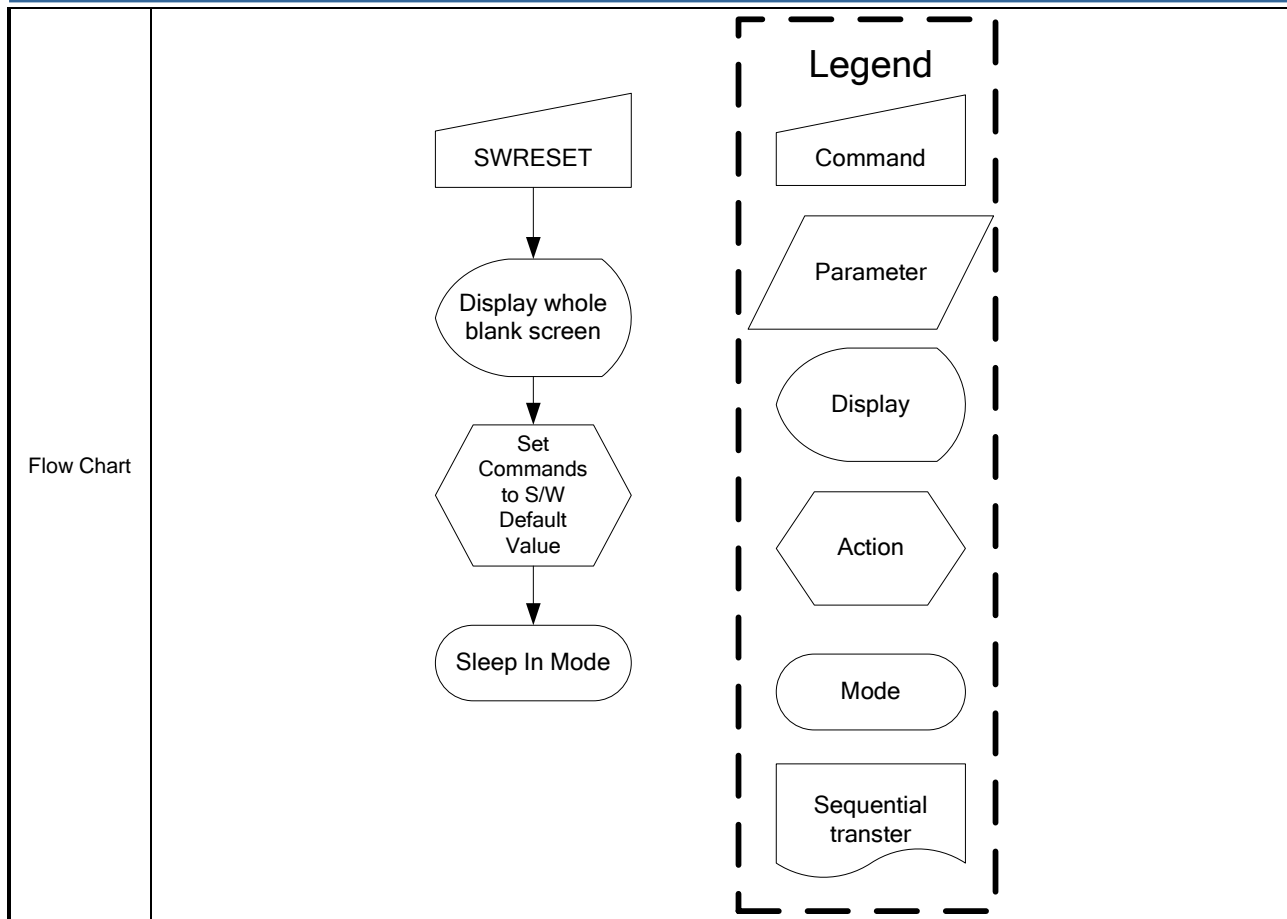 Flow Chart
SWRESET
Display whole
blank screen
Set
Commands
to S/W
Default
Value
Sleep In Mode
Legend
Command
Parameter
Display
Action
Mode
Sequential
transter